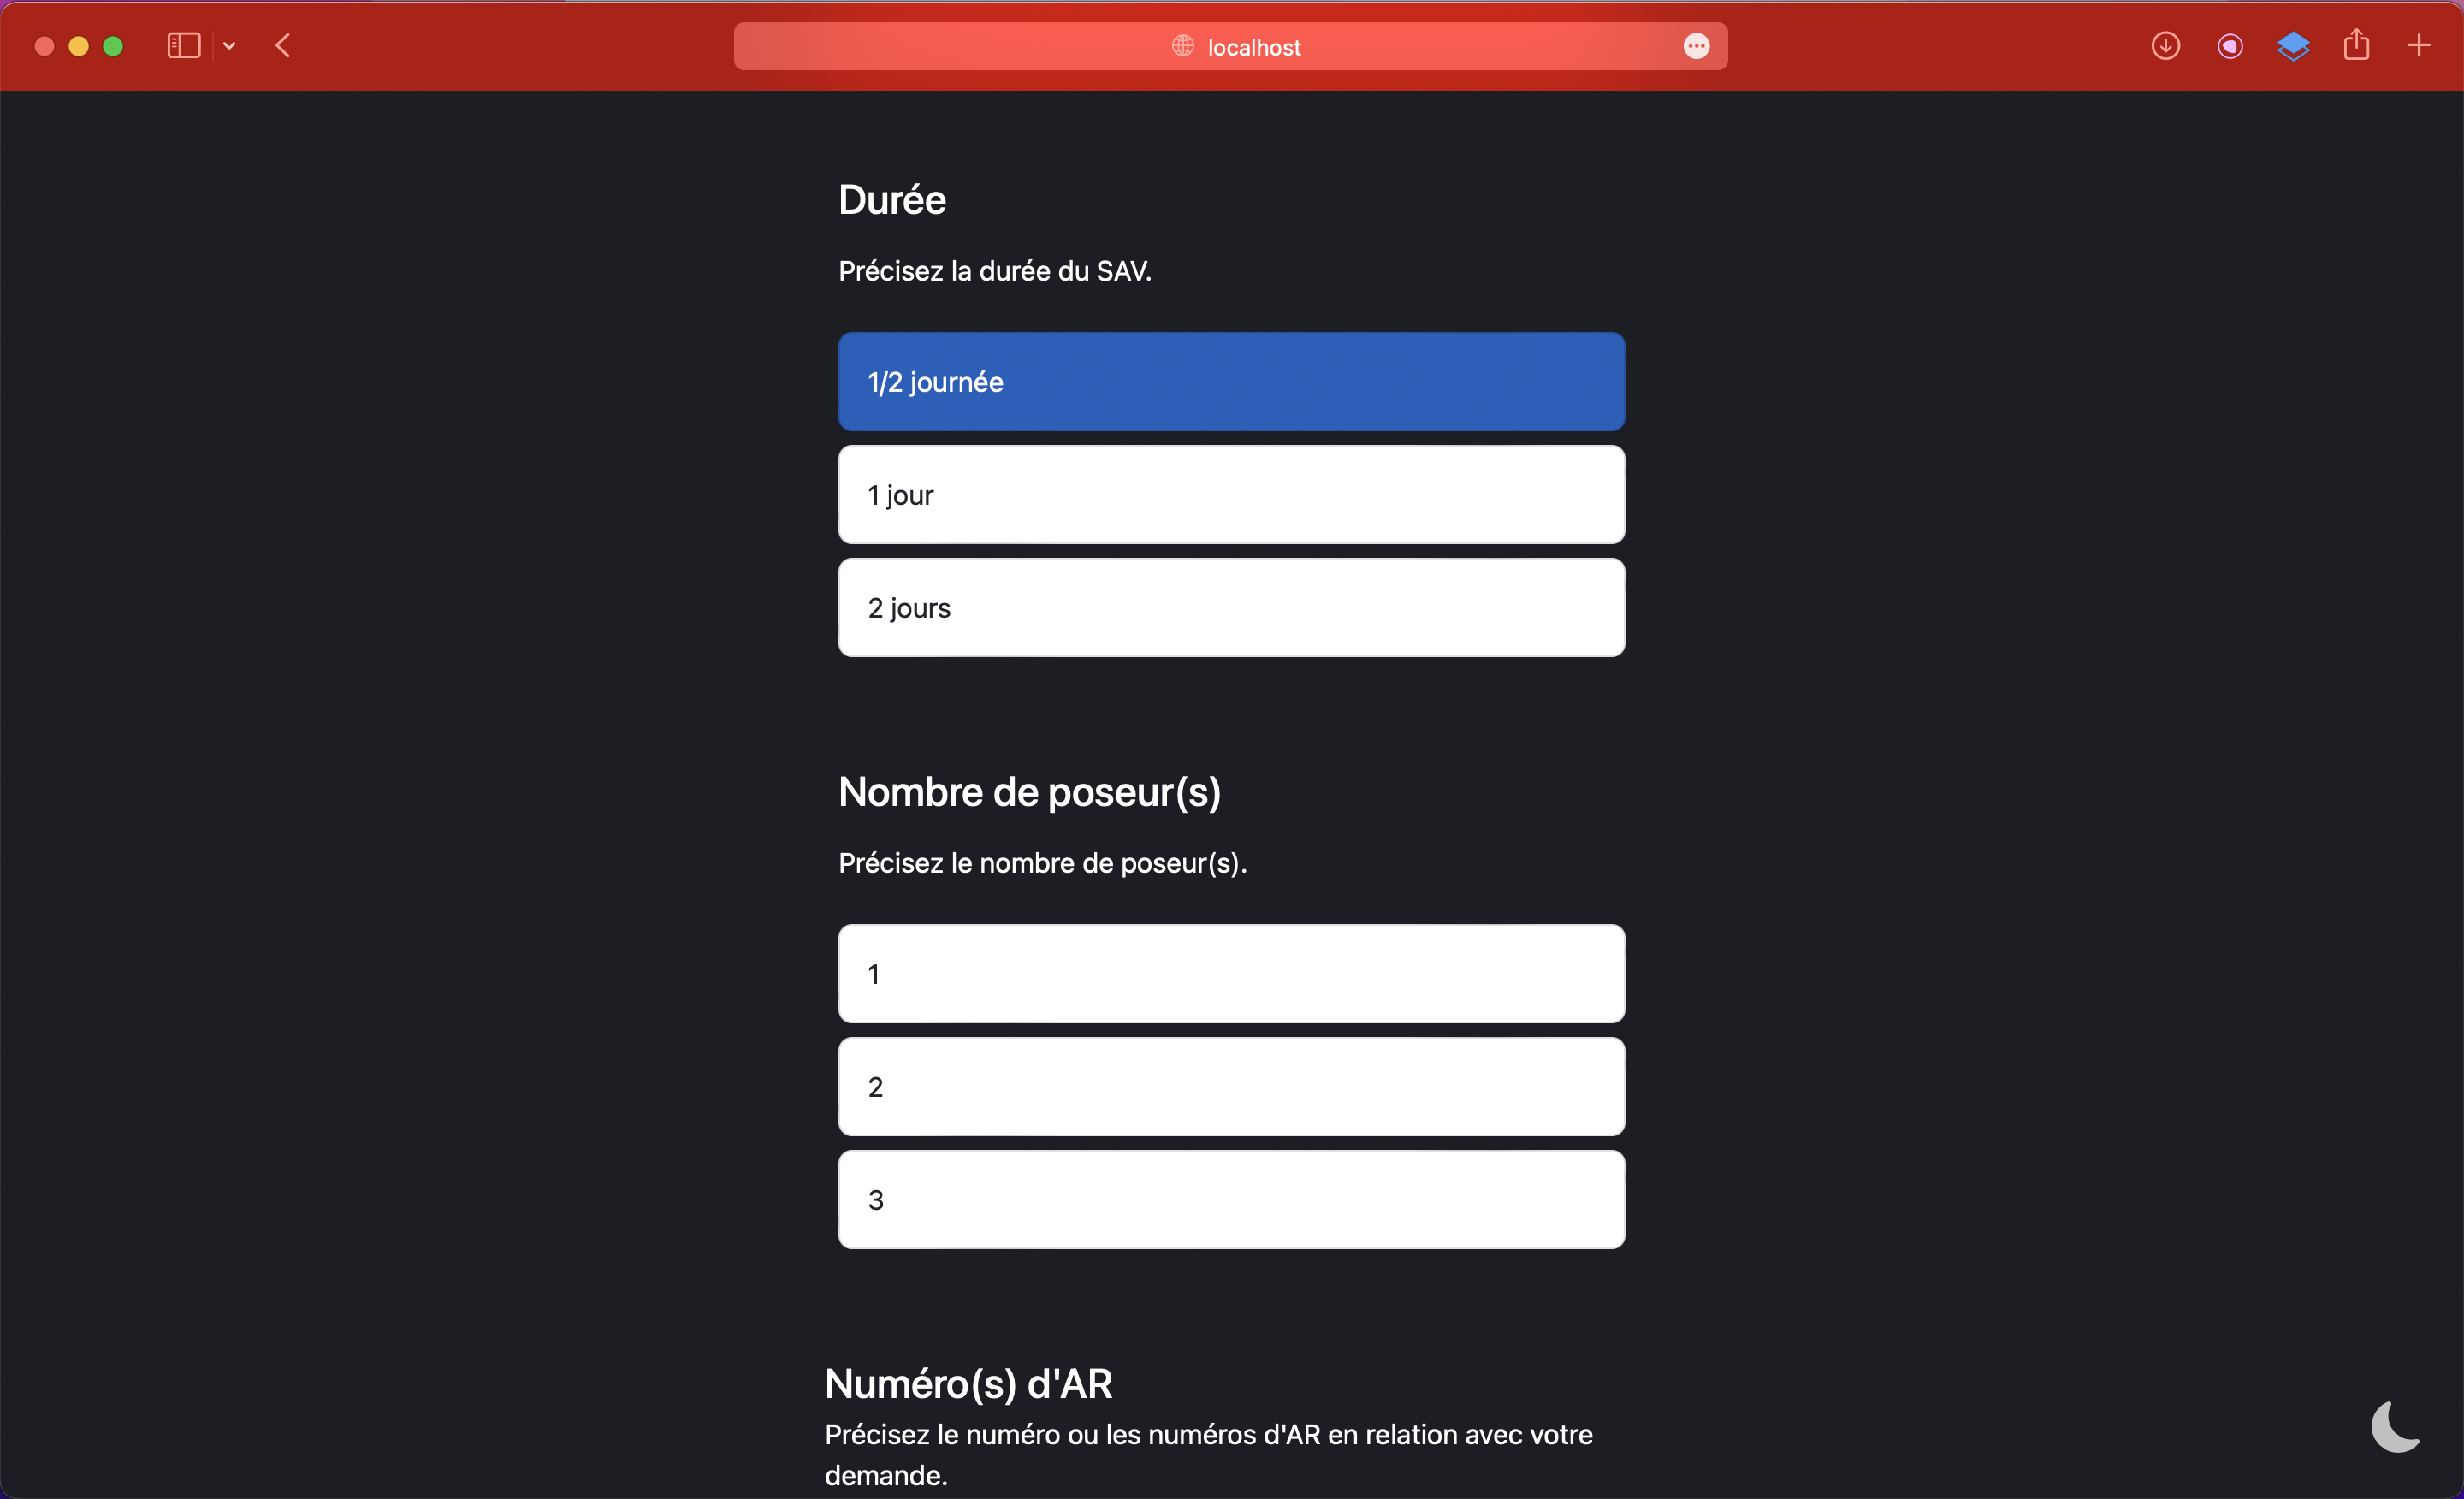 localhost
Durée
Précisez la durée du SAV.
1/2 journée
1 jour
2 jours
Nombre de poseur(s)
Précisez le nombre de poseur(s).
1
2
3
Numéro(s) d'AR
Précisez le numéro ou les numéros d'AR en relation avec votre
demande.